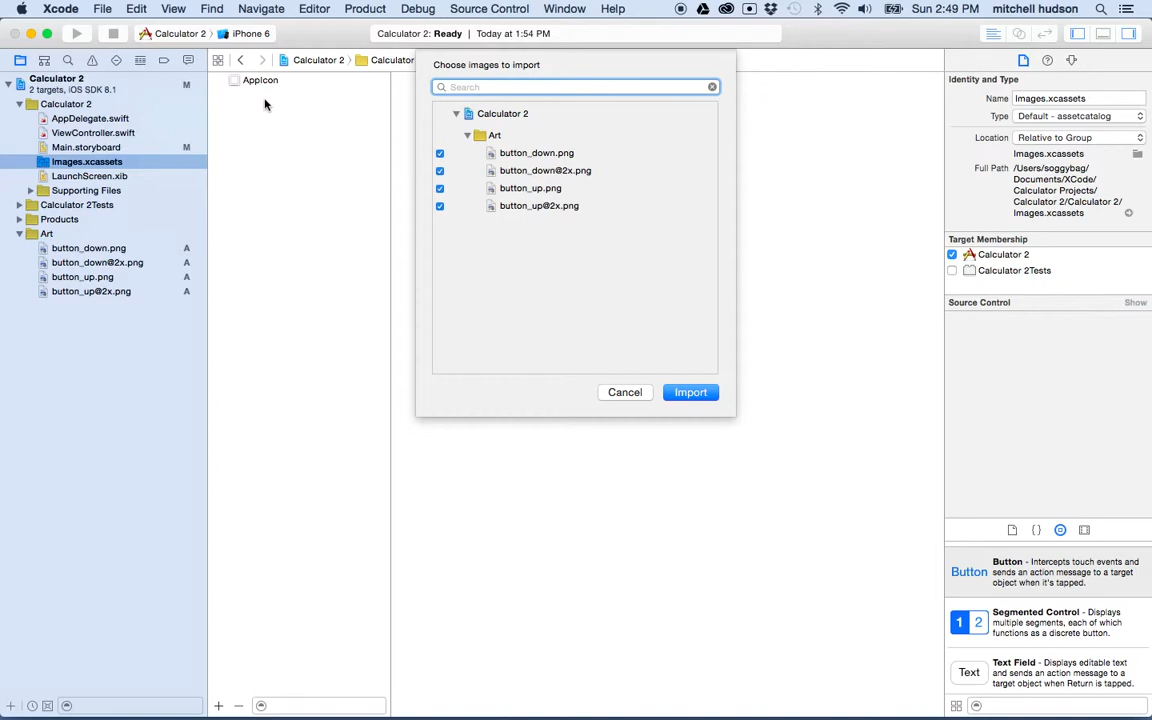 Xcode File Edit View Find Navigate Editor Product Debug Source Control Window Help Sun 2:49 PM mitchell hudson
Calculator 2 iPhone 6 Calculator 2: Ready | Today at 1:54 PM
Calculator 2
2 targets, iOS SDK 8.1
M
Calculator 2
AppDelegate.swift
ViewController.swift
Main.storyboard M
Images.xcassets
LaunchScreen.xib
Supporting Files
Calculator 2Tests
Products
Art
button_down.png A
button_down@2x.png A
button_up.png A
button_up@2x.png A
Calculator 2 Calculator
AppIcon
Choose images to import
Search
Calculator 2
Art
button_down.png
button_down@2x.png
button_up.png
button_up@2x.png
Cancel Import
Identity and Type
Name Images.xcassets
Type Default - assetcatalog
Location Relative to Group
Images.xcassets
Full Path /Users/soggybag/
Documents/XCode/
Calculator Projects/
Calculator 2/Calculator 2/
Images.xcassets
Target Membership
Calculator 2
Calculator 2Tests
Source Control Show
{}
Button Button - Intercepts touch events and
sends an action message to a target
object when it's tapped.
1 2 Segmented Control - Displays
multiple segments, each of which
functions as a discrete button.
Text Text Field - Displays editable text
and sends an action message to a
target object when Return is tapped.